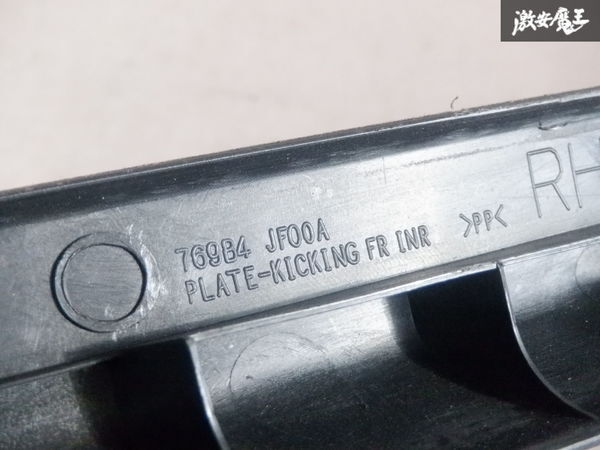 激安魔王
769B4 JF00A
PLATE-KICKING FR INR
>PP<
RH